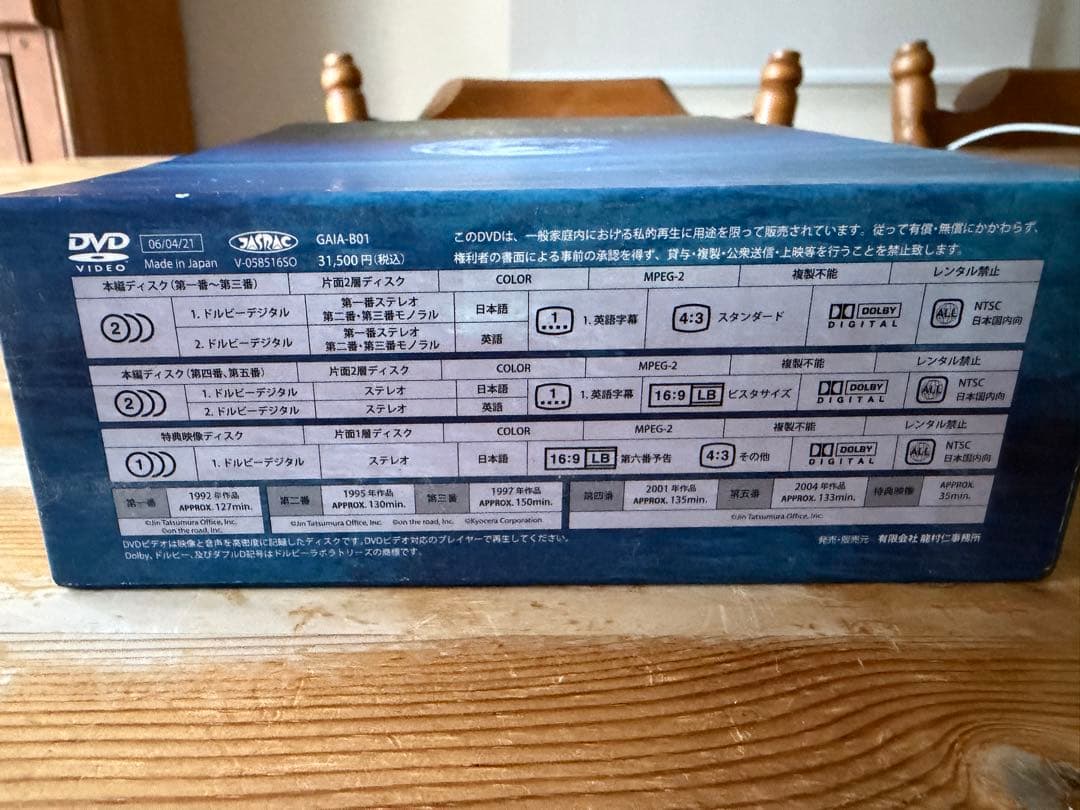 DVD
VIDEO
06/04/21
Made in Japan
JASRAC
V-058516SO
GAIA-B01
31,500円(税込)
このDVDは、一般家庭内における私的再生に用途を限って販売されています。従って有償・無償にかかわらず、
権利者の書面による事前の承認を得ず、貸与・複製・公衆送信・上映等を行うことを禁止致します。
本編ディスク(第一番〜第三番) 片面2層ディスク COLOR MPEG-2 複製不能 レンタル禁止
2 1. ドルビーデジタル 第一番ステレオ 第二番・第三番モノラル 日本語
2. ドルビーデジタル 第一番ステレオ 第二番・第三番モノラル 英語
1 1. 英語字幕 4:3 スタンダード DOLBY DIGITAL ALL NTSC 日本国内向
本編ディスク(第四番、第五番) 片面2層ディスク COLOR MPEG-2 複製不能 レンタル禁止
2 1. ドルビーデジタル ステレオ 日本語
2. ドルビーデジタル ステレオ 英語
1 1. 英語字幕 16:9 LB ビスタサイズ DOLBY DIGITAL ALL NTSC 日本国内向
特典映像ディスク 片面1層ディスク COLOR MPEG-2 複製不能 レンタル禁止
1 1. ドルビーデジタル ステレオ 日本語 16:9 LB 第六番予告 4:3 その他 DOLBY DIGITAL ALL NTSC 日本国内向
第一番 1992年作品 APPROX. 127min. 第二番 1995年作品 APPROX. 130min. 第三番 1997年作品 APPROX. 150min. 第四番 2001年作品 APPROX. 135min. 第五番 2004年作品 APPROX. 133min. 特典映像 APPROX. 35min.
©Jin Tatsumura Office, Inc. ©on the road, Inc.
©Jin Tatsumura Office, Inc. ©on the road, Inc. ©Kyocera Corporation
©Jin Tatsumura Office, Inc.
DVDビデオは映像と音声を高密度に記録したディスクです。DVDビデオ対応のプレイヤーで再生してください。
Dolby、ドルビー、及びダブルD記号はドルビーラボラトリーズの商標です。
発売・販売元 有限会社 龍村仁事務所